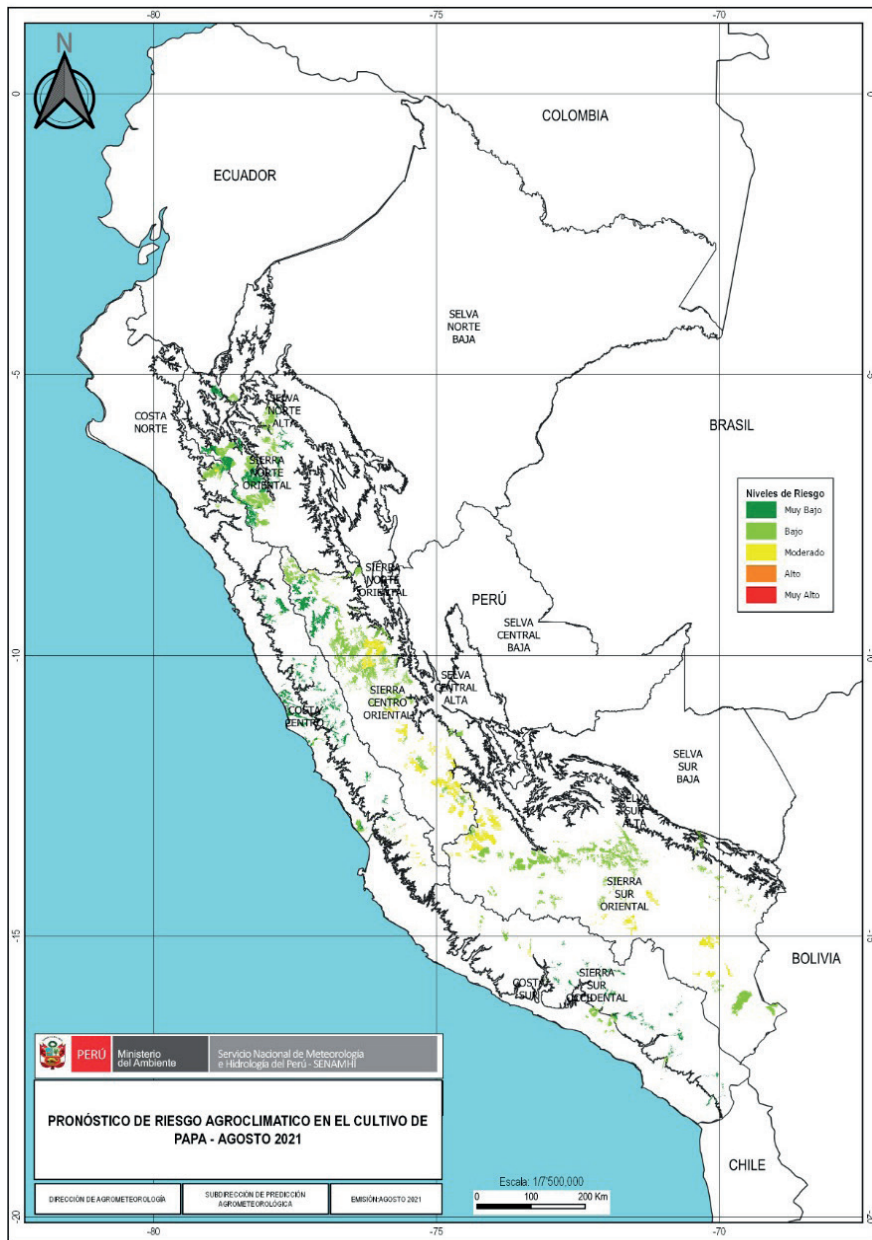 -80
-75
-70
N
0
0
COLOMBIA
ECUADOR
SELVA
NORTE
BAJA
-5
-5
COSTA
NORTE
SELVA
NORTE
ALTA
BRASIL
SIERRA
NORTE
ORIENTAL
Niveles de Riesgo
Muy Bajo
Bajo
Moderado
Alto
Muy Alto
SIERRA
NORTE
ORIENTAL
PERÚ
SELVA
CENTRAL
BAJA
-10
-10
SELVA
CENTRAL
ALTA
SIERRA
CENTRO
ORIENTAL
COSTA
CENTRO
SELVA
SUR
BAJA
SELVA
SUR
ALTA
SIERRA
SUR
ORIENTAL
-15
-15
BOLIVIA
COSTA
SUR
SIERRA
SUR
OCCIDENTAL
PERÚ
Ministerio
del Ambiente
Servicio Nacional de Meteorología
e Hidrología del Perú - SENAMHI
PRONÓSTICO DE RIESGO AGROCLIMATICO EN EL CULTIVO DE
PAPA - AGOSTO 2021
CHILE
Escala: 1/7'500,000
0 100 200 Km
DIRECCIÓN DE AGROMETEOROLOGÍA
SUBDIRECCIÓN DE PREDICCIÓN
AGROMETEOROLÓGICA
EMISIÓN:AGOSTO 2021
-20
-20
-80
-75
-70